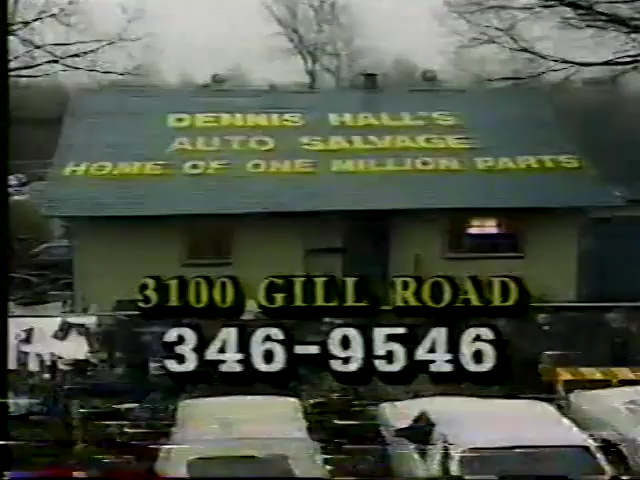 DENNIS HALL'S
AUTO SALVAGE
HOME OF ONE MILLION PARTS
3100 GILL ROAD
346-9546